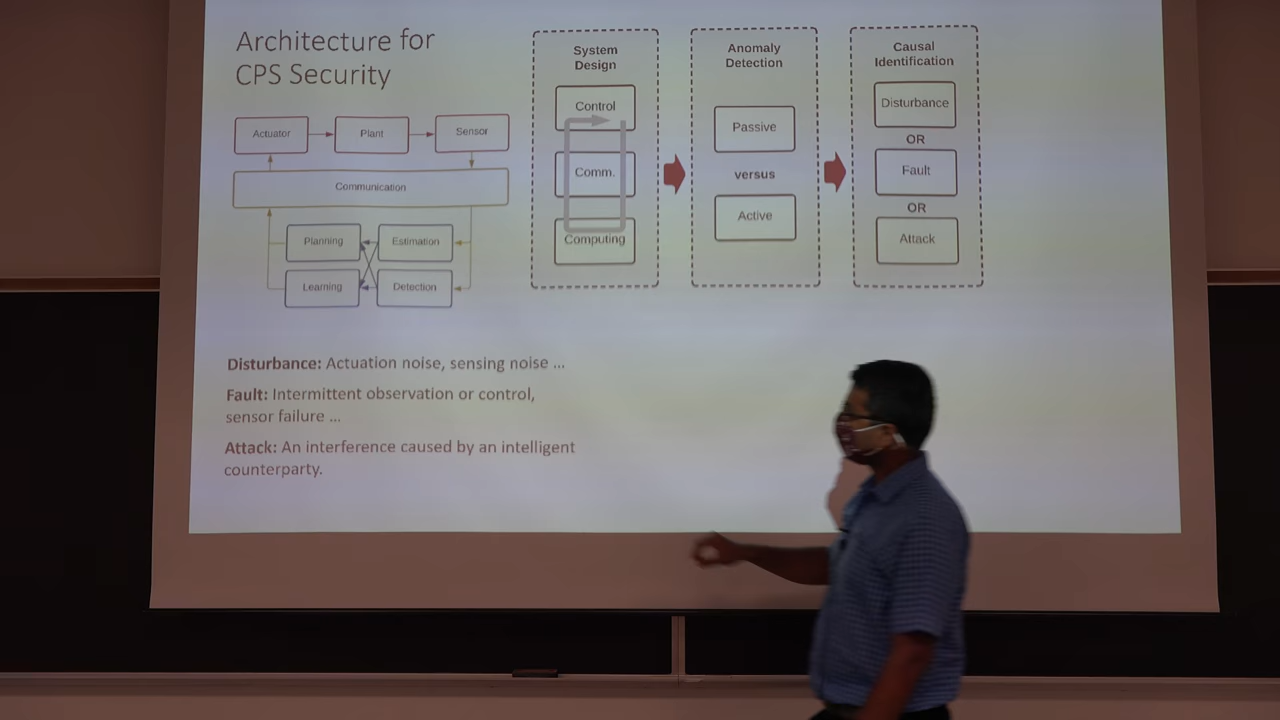 Architecture for
CPS Security
Actuator
Plant
Sensor
Communication
Planning
Estimation
Learning
Detection
System
Design
Control
Comm.
Computing
Anomaly
Detection
Passive
versus
Active
Causal
Identification
Disturbance
OR
Fault
OR
Attack
Disturbance: Actuation noise, sensing noise ...
Fault: Intermittent observation or control,
sensor failure ...
Attack: An interference caused by an intelligent
counterparty.